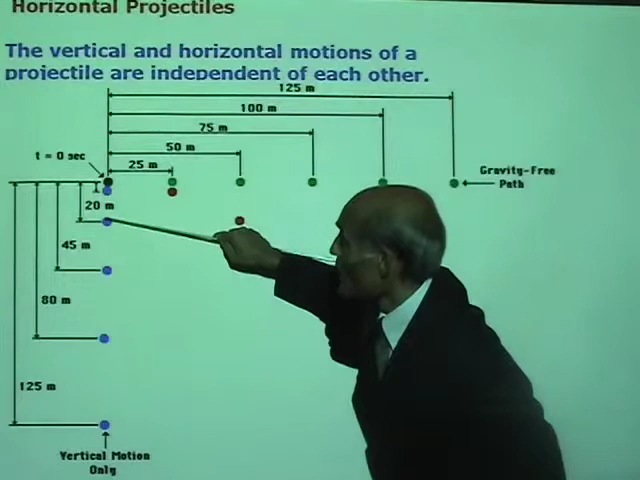 Horizontal Projectiles
The vertical and horizontal motions of a
projectile are independent of each other.
125 m
100 m
75 m
50 m
t = 0 sec
25 m
Gravity-Free
Path
20 m
45 m
80 m
125 m
Vertical Motion
Only